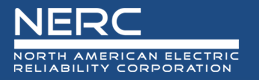 NERC
NORTH AMERICAN ELECTRIC
RELIABILITY CORPORATION